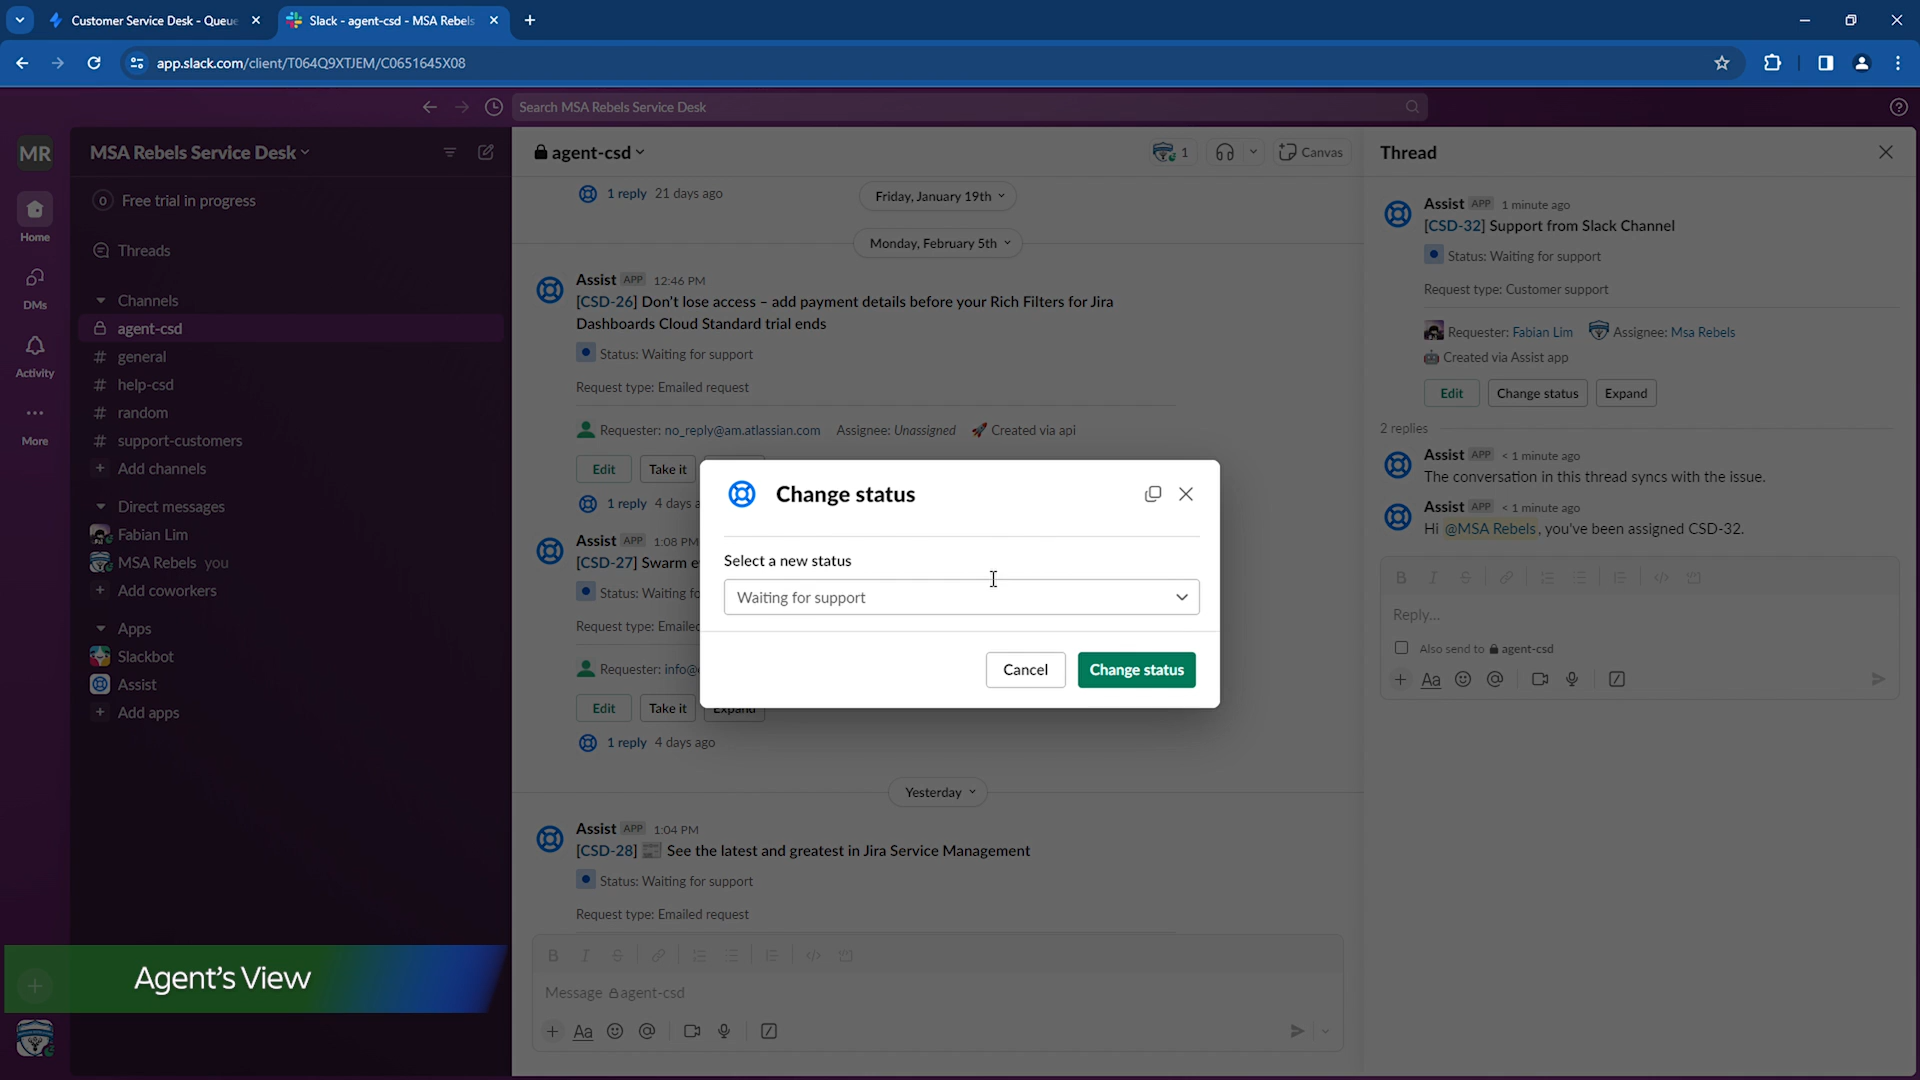 Customer Service Desk - Queue
Slack - agent-csd - MSA Rebels
app.slack.com/client/T064Q9XTJEM/C0651645X08
Search MSA Rebels Service Desk
MR
Home
DMs
Activity
More
MSA Rebels Service Desk
0 Free trial in progress
Threads
Channels
agent-csd
# general
# help-csd
# random
# support-customers
+ Add channels
Direct messages
Fabian Lim
MSA Rebels you
+ Add coworkers
Apps
Slackbot
Assist
+ Add apps
Agent's View
agent-csd
1
Canvas
1 reply 21 days ago
Friday, January 19th
Monday, February 5th
Assist APP 12:46 PM
[CSD-26] Don't lose access – add payment details before your Rich Filters for Jira
Dashboards Cloud Standard trial ends
Status: Waiting for support
Request type: Emailed request
Requester: no_reply@am.atlassian.com Assignee: Unassigned Created via api
Edit Take it
1 reply 4 days a
Assist APP 1:08 PM
[CSD-27] Swarm e
Status: Waiting fo
Request type: Emailed
Requester: info@
Edit Take it Expand
1 reply 4 days ago
Yesterday
Assist APP 1:04 PM
[CSD-28] See the latest and greatest in Jira Service Management
Status: Waiting for support
Request type: Emailed request
B I S
Message agent-csd
+ Aa @
Change status
Select a new status
Waiting for support
Cancel Change status
Thread
Assist APP 1 minute ago
[CSD-32] Support from Slack Channel
Status: Waiting for support
Request type: Customer support
Requester: Fabian Lim Assignee: Msa Rebels
Created via Assist app
Edit Change status Expand
2 replies
Assist APP < 1 minute ago
The conversation in this thread syncs with the issue.
Assist APP < 1 minute ago
Hi @MSA Rebels, you've been assigned CSD-32.
B I S
Reply...
Also send to agent-csd
+ Aa @